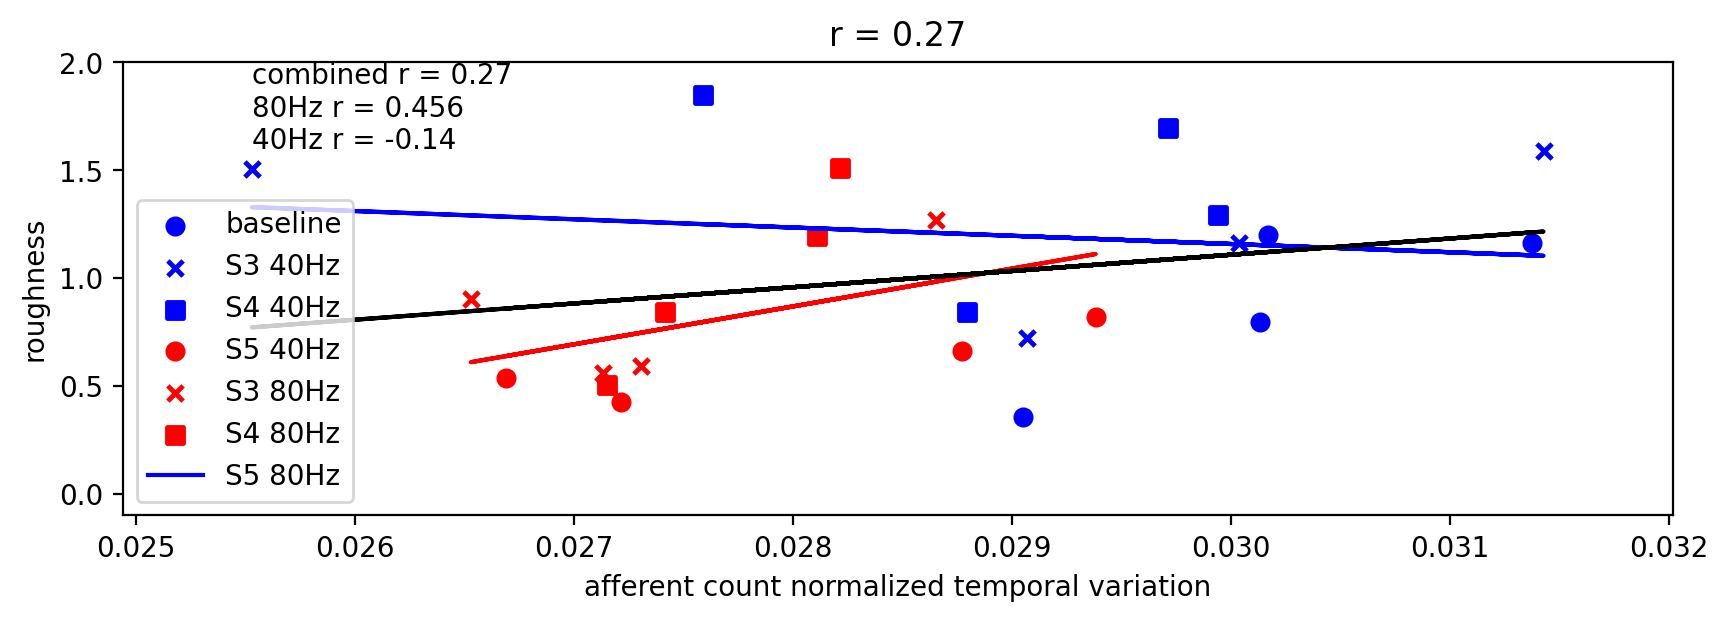 r = 0.27
combined r = 0.27
80Hz r = 0.456
40Hz r = -0.14
2.0
1.5
1.0
0.5
0.0
roughness
baseline
S3 40Hz
S4 40Hz
S5 40Hz
S3 80Hz
S4 80Hz
S5 80Hz
0.025 0.026 0.027 0.028 0.029 0.030 0.031 0.032
afferent count normalized temporal variation